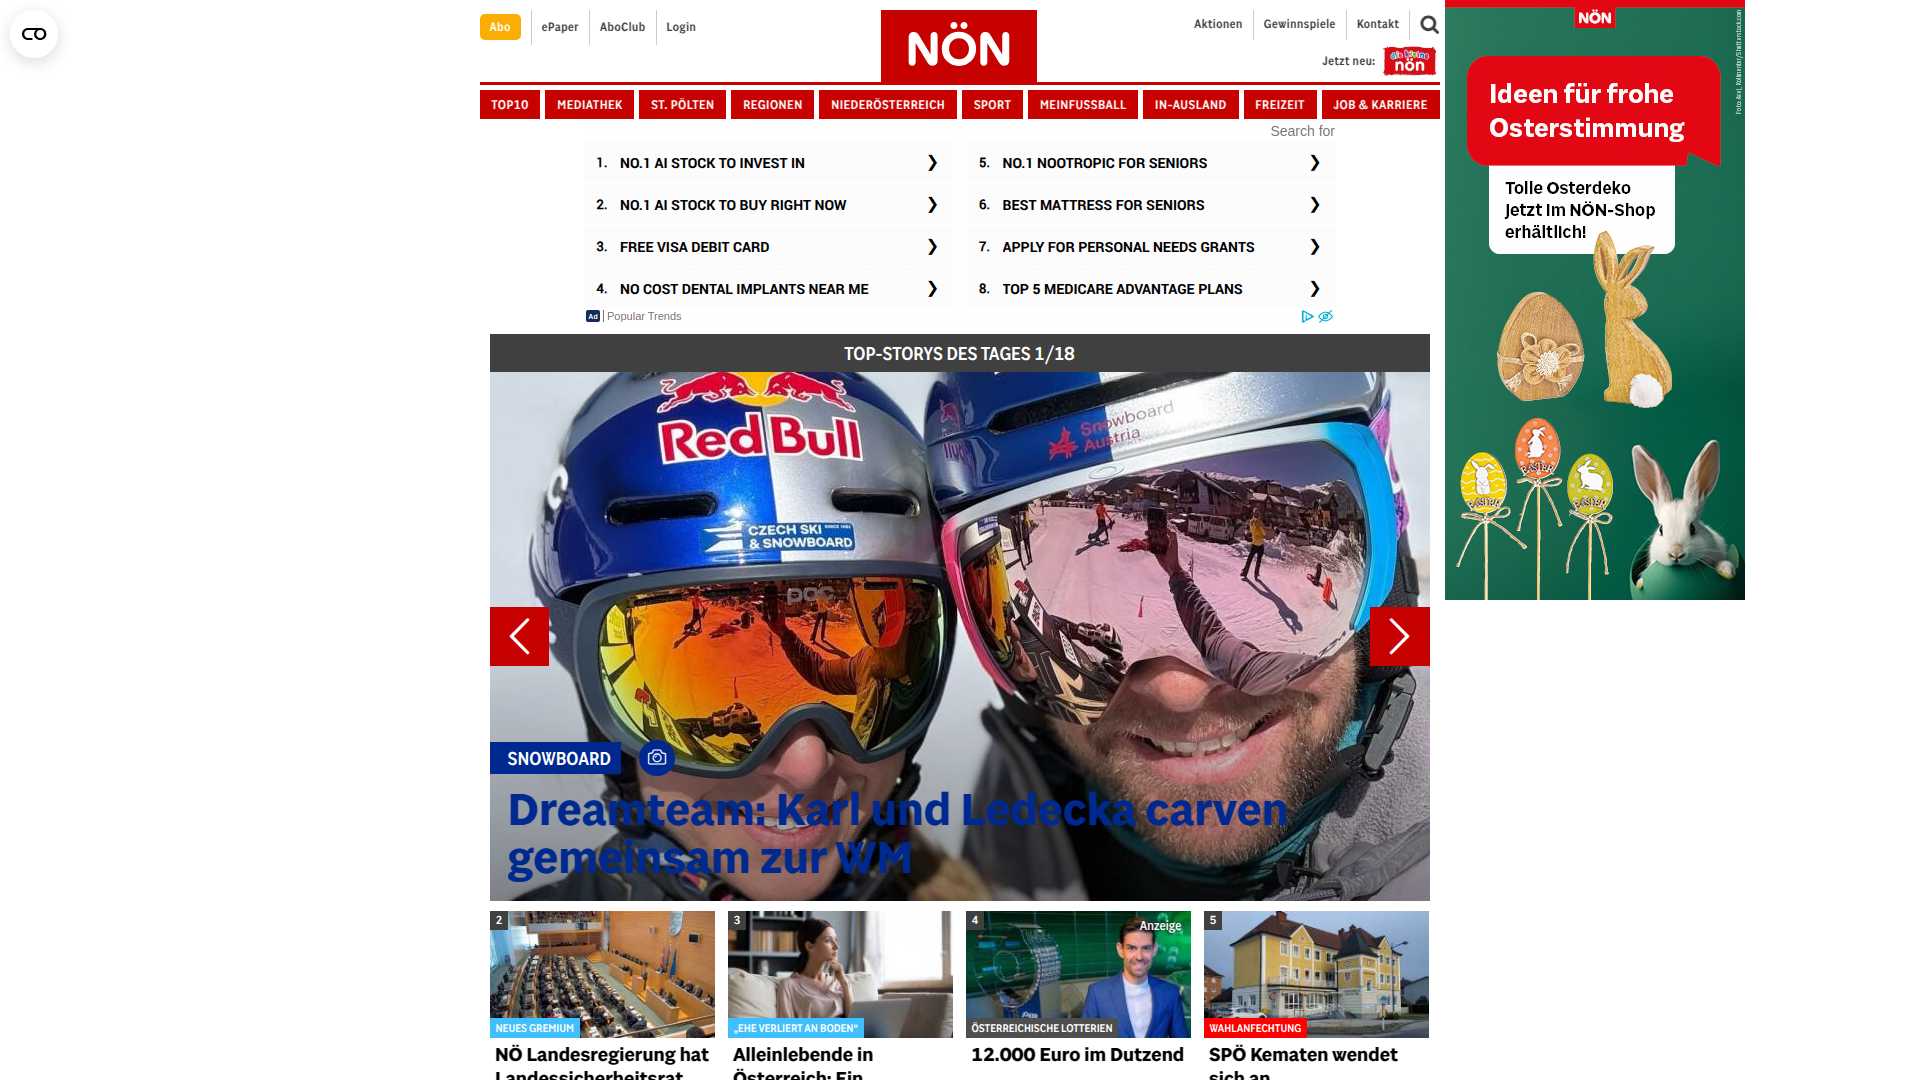 Abo
ePaper
AboClub
Login
NÖN
Aktionen
Gewinnspiele
Kontakt
Jetzt neu:
die kleine
nön
TOP10
MEDIATHEK
ST. PÖLTEN
REGIONEN
NIEDERÖSTERREICH
SPORT
MEINFUSSBALL
IN-AUSLAND
FREIZEIT
JOB & KARRIERE
Search for
1. NO.1 AI STOCK TO INVEST IN
2. NO.1 AI STOCK TO BUY RIGHT NOW
3. FREE VISA DEBIT CARD
4. NO COST DENTAL IMPLANTS NEAR ME
5. NO.1 NOOTROPIC FOR SENIORS
6. BEST MATTRESS FOR SENIORS
7. APPLY FOR PERSONAL NEEDS GRANTS
8. TOP 5 MEDICARE ADVANTAGE PLANS
Ad
Popular Trends
TOP-STORYS DES TAGES 1/18
Red Bull
CZECH SKI
& SNOWBOARD
SINCE 1903
POC
Snowboard
Austria
SNOWBOARD
Dreamteam: Karl und Ledecka carven
gemeinsam zur WM
2
NEUES GREMIUM
NÖ Landesregierung hat
Landessicherheitsrat
3
„EHE VERLIERT AN BODEN“
Alleinlebende in
Österreich: Ein
4
Anzeige
ÖSTERREICHISCHE LOTTERIEN
12.000 Euro im Dutzend
5
WAHLANFECHTUNG
SPÖ Kematen wendet
sich an
NÖN
Ideen für frohe
Osterstimmung
Tolle Osterdeko
jetzt im NÖN-Shop
erhältlich!
EASTER
EASTER
EASTER